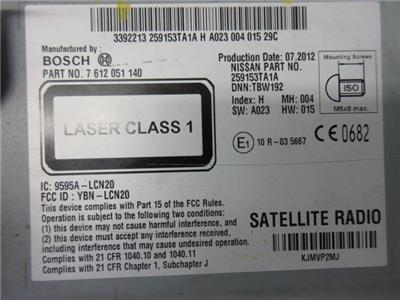 3392213 259153TA1A H A023 004 015 29C
Manufactured by :
BOSCH
PART NO. 7 612 051 140
Production Date: 07.2012
NISSAN PART NO:
259153TA1A
DNN:TBW192
Index: H MH: 004
SW: A023 HW: 015
Mounting Screws
ISO
M5x8 max.
LASER CLASS 1
E1 10 R - 03 5667 CE 0682
IC: 9595A-LCN20
FCC ID : YBN-LCN20
This device complies with Part 15 of the FCC Rules.
Operation is subject to the following two conditions:
(1) this device may not cause harmful interference, and
(2) this device must accept any interference received,
including interference that may cause undesired operation.
Complies with 21 CFR 1040.10 and 1040.11
Complies with 21 CFR Chapter 1, Subchapter J
SATELLITE RADIO
KJMVP2MJ